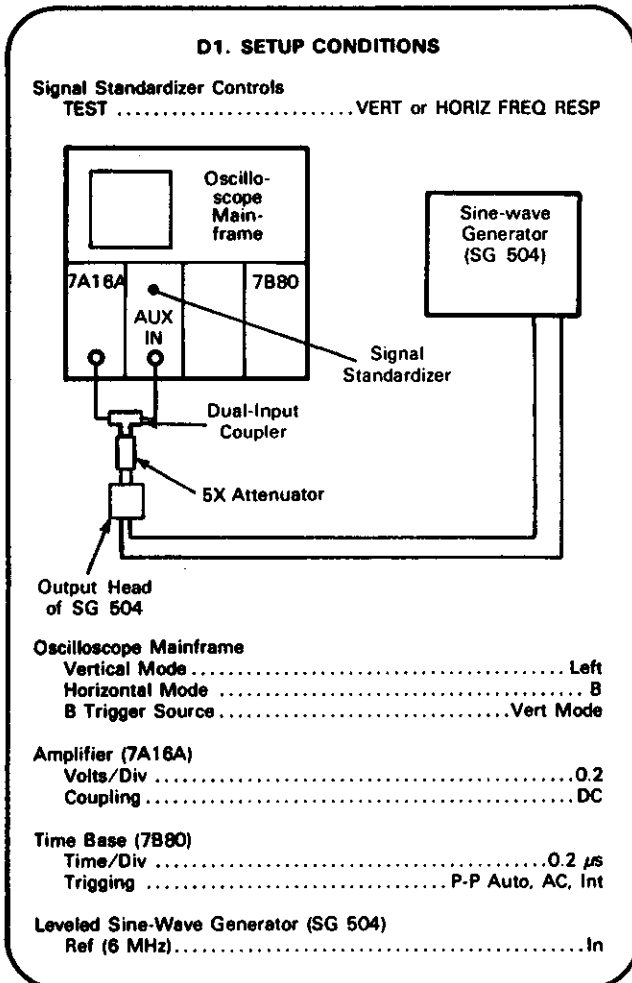 D1. SETUP CONDITIONS
Signal Standardizer Controls
TEST ........................... VERT or HORIZ FREQ RESP
Oscillo-
scope
Main-
frame
Sine-wave
Generator
(SG 504)
7A16A
7B80
AUX
IN
Signal
Standardizer
Dual-Input
Coupler
5X Attenuator
Output Head
of SG 504
Oscilloscope Mainframe
Vertical Mode ............................................. Left
Horizontal Mode ............................................. B
B Trigger Source ................................... Vert Mode
Amplifier (7A16A)
Volts/Div .................................................. 0.2
Coupling .................................................. DC
Time Base (7B80)
Time/Div ............................................... 0.2 µs
Trigging ................................ P-P Auto, AC, Int
Leveled Sine-Wave Generator (SG 504)
Ref (6 MHz) ............................................... In